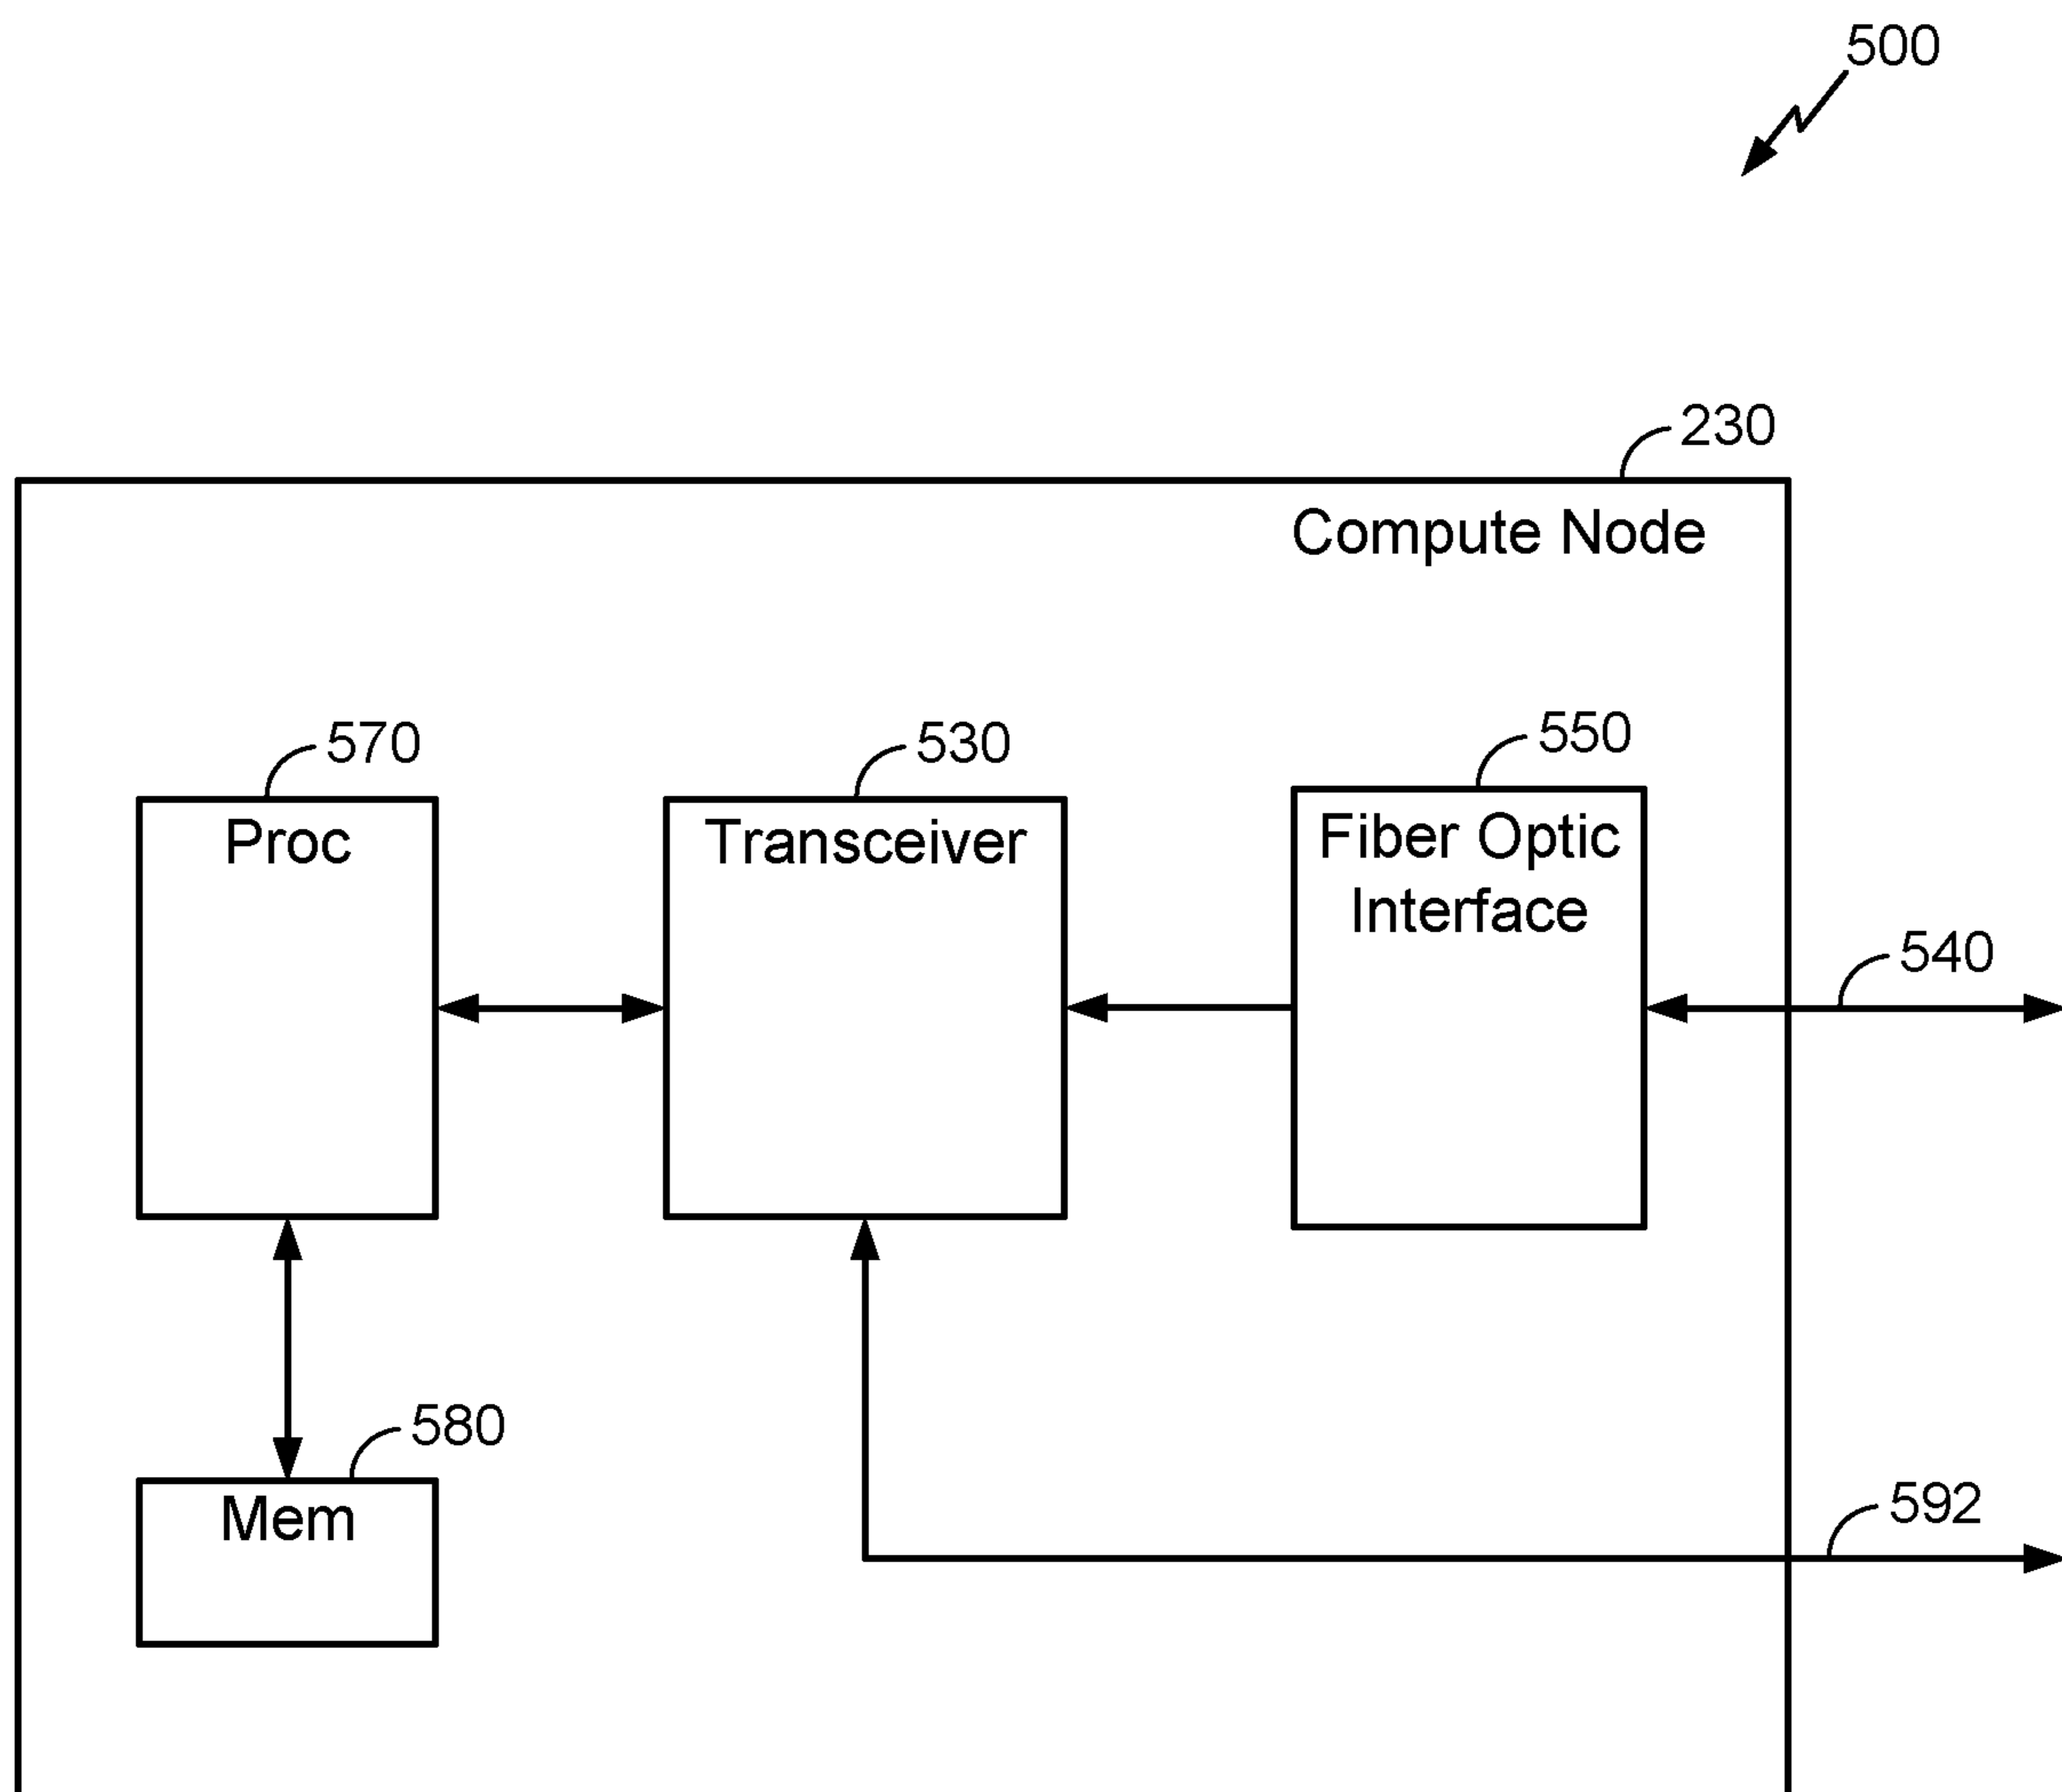 500
230
Compute Node
570
530
550
Proc
Transceiver
Fiber Optic
Interface
540
580
Mem
592